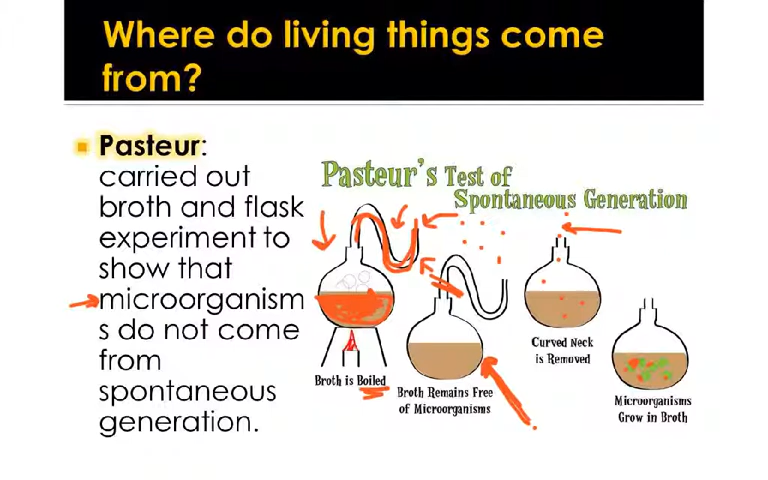 Where do living things come
from?
Pasteur:
carried out
broth and flask
experiment to
show that
microorganism
s do not come
from
spontaneous
generation.
Pasteur's Test of
Spontaneous Generation
Broth is Boiled
Broth Remains Free
of Microorganisms
Curved Neck
is Removed
Microorganisms
Grow in Broth